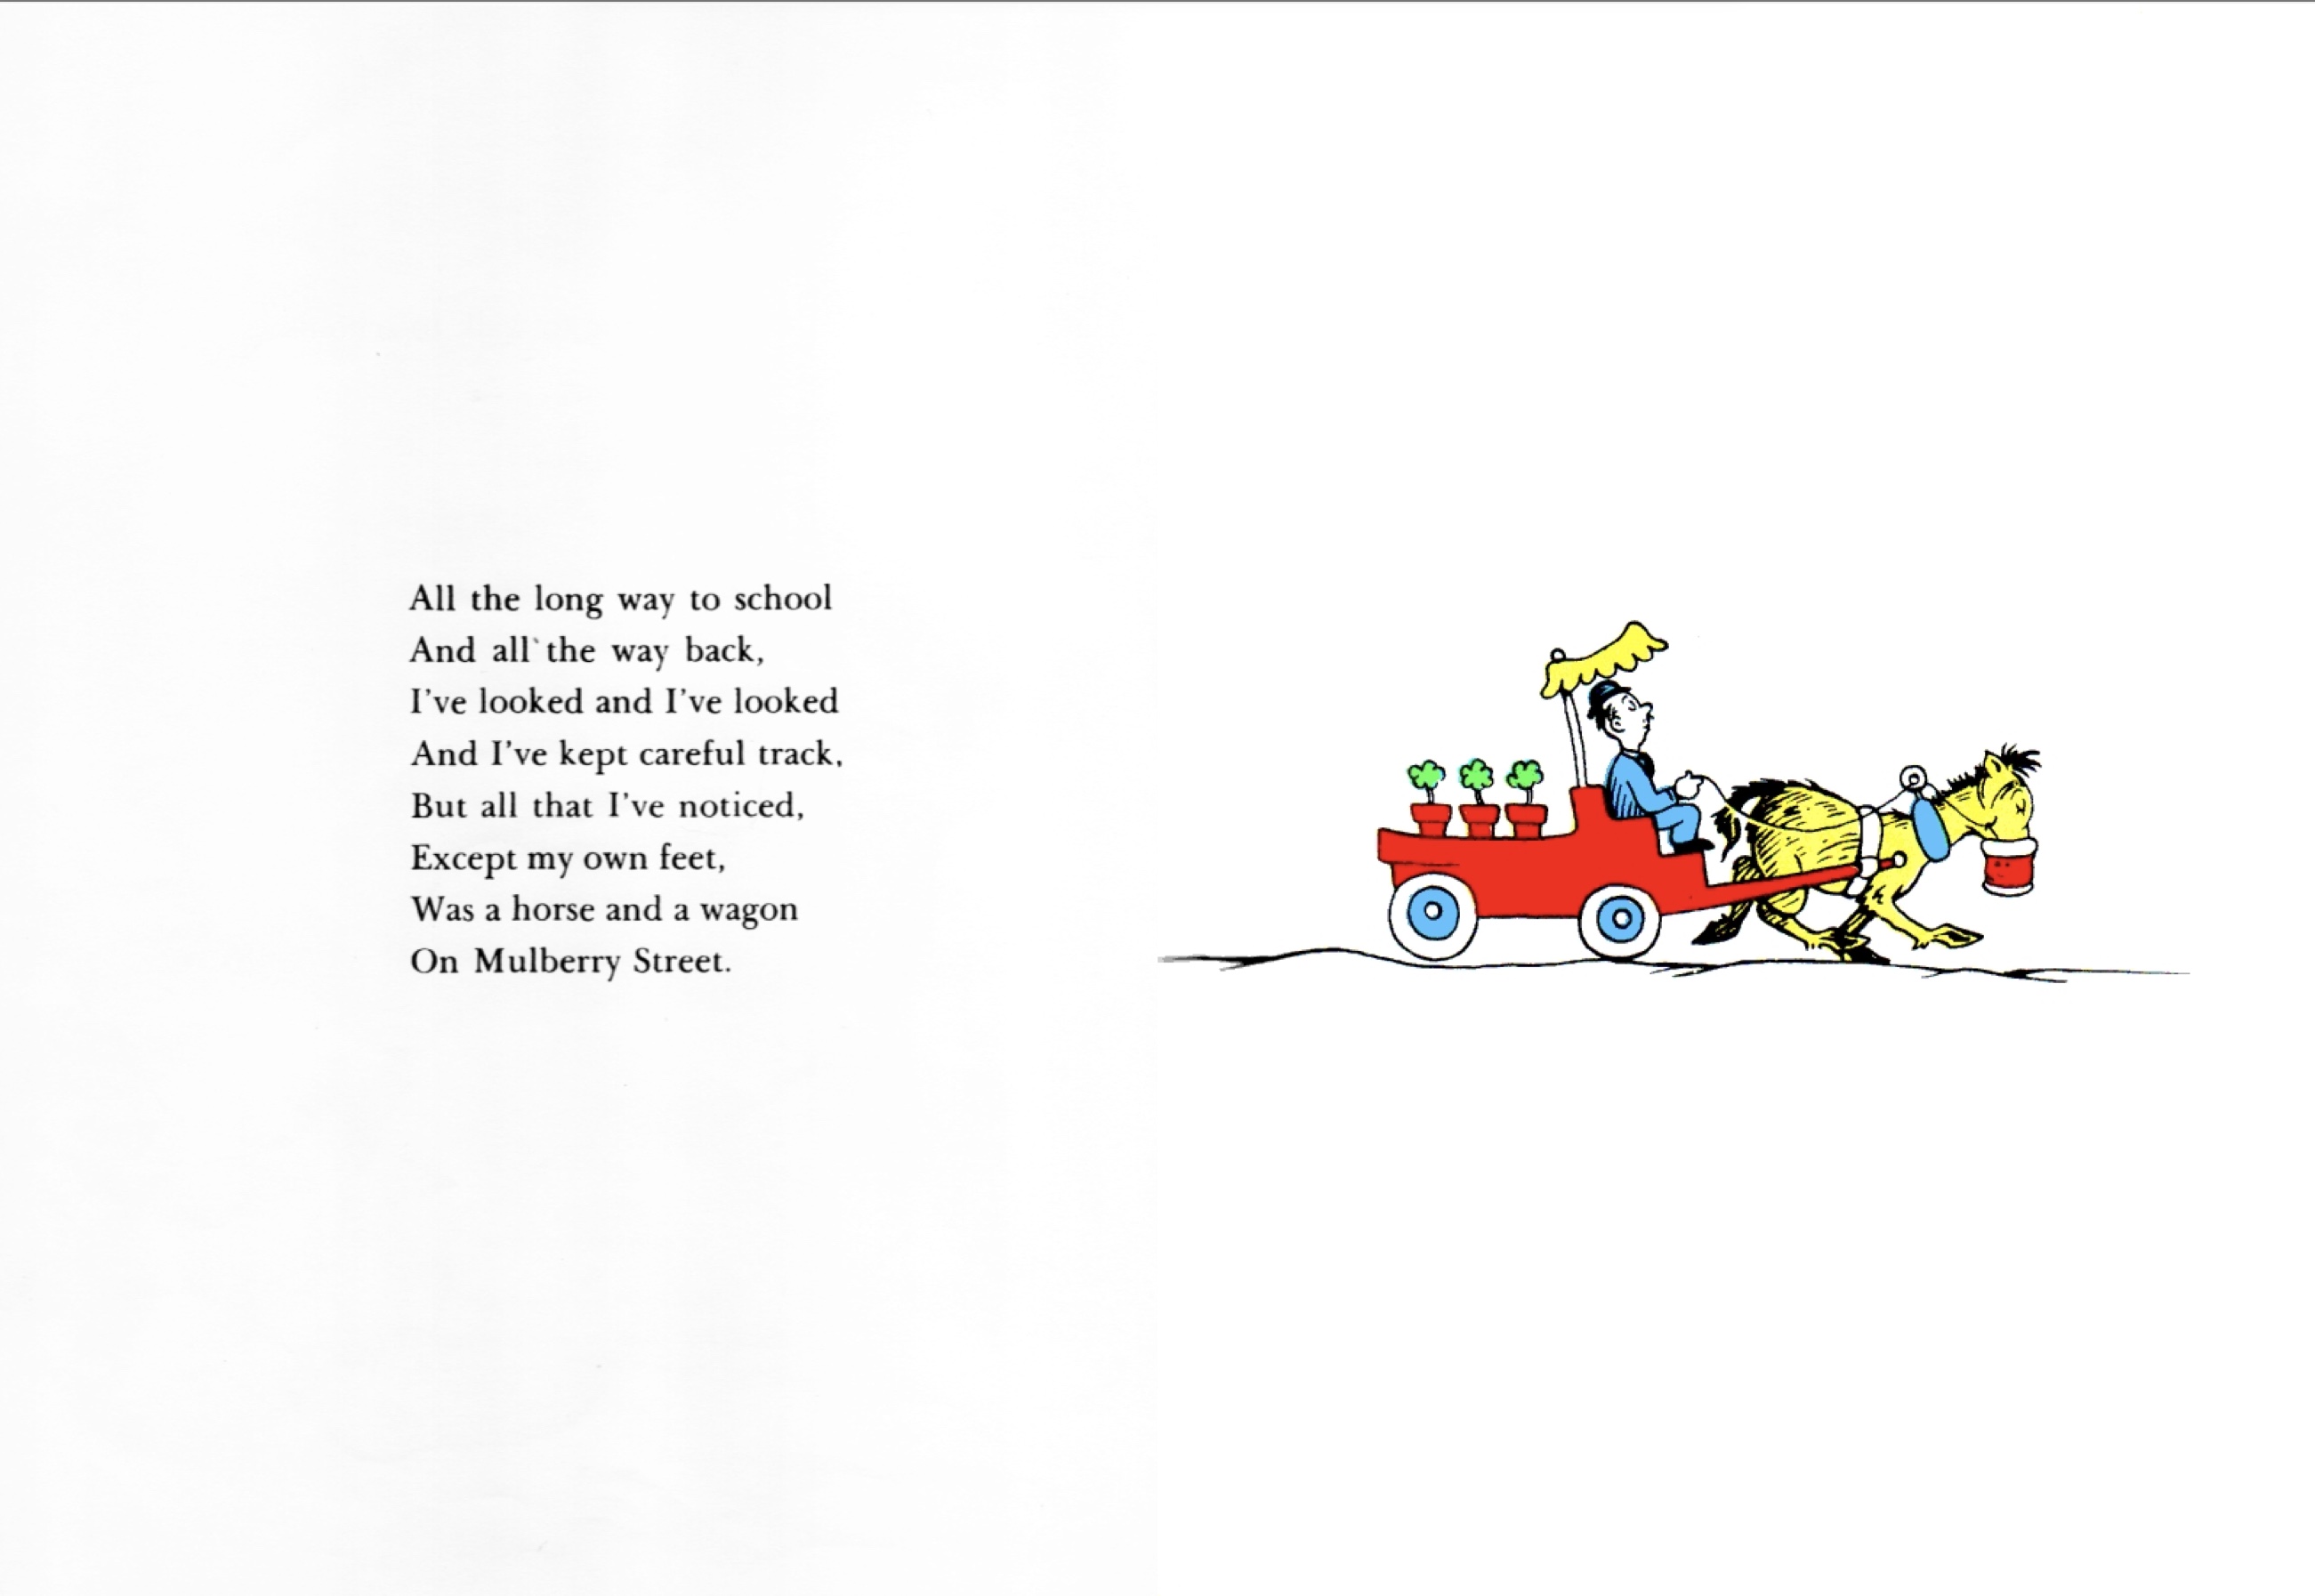 All the long way to school
And all the way back,
I've looked and I've looked
And I've kept careful track,
But all that I've noticed,
Except my own feet,
Was a horse and a wagon
On Mulberry Street.